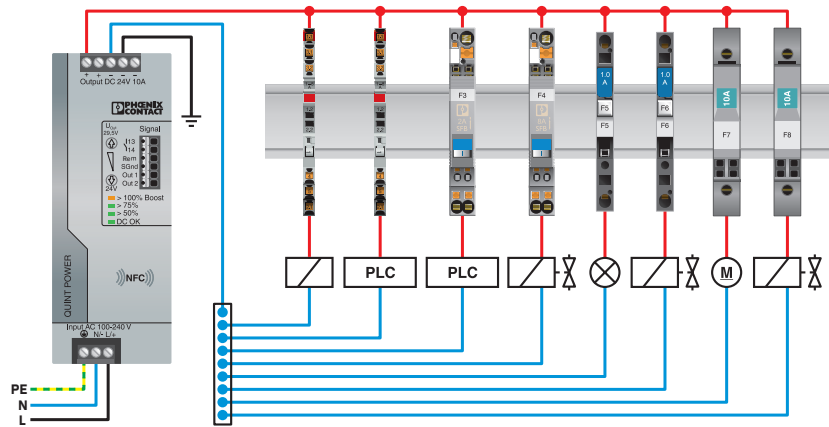 + + − − −
Output DC 24V 10A
PHŒNIX
CONTACT
UOut
29,5V
Signal
13
14
Rem
SGnd
Out 1
Out 2
24V
> 100% Boost
> 75%
> 50%
DC OK
QUINT POWER
NFC
Input AC 100-240 V
N/- L/+
PE
N
L
F3
F4
1.0
A
F5
F5
1.0
A
F6
F6
10A
F7
10A
F8
PLC
PLC
M